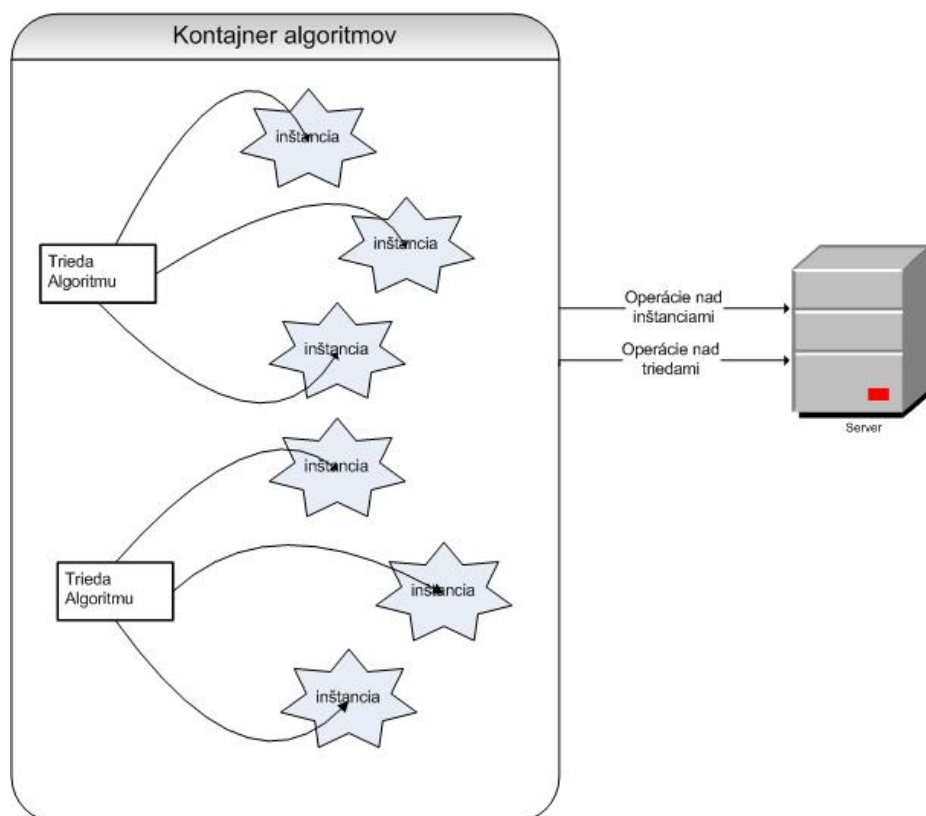 Kontajner algoritmov
inštancia
inštancia
Trieda
Algoritmu
inštancia
Operácie nad
inštanciami
Operácie nad
triedami
Server
inštancia
Trieda
Algoritmu
inštancia
inštancia